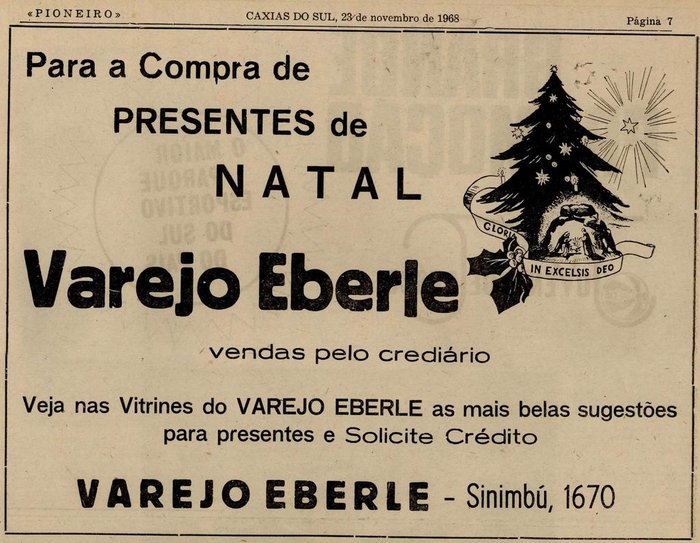 «PIONEIRO» CAXIAS DO SUL, 23 de novembro de 1968 Página 7
Para a Compra de
PRESENTES de
NATAL
GLORIA
IN EXCELSIS DEO
Varejo Eberle
vendas pelo crediário
Veja nas Vitrines do VAREJO EBERLE as mais belas sugestões
para presentes e Solicite Crédito
VAREJO EBERLE - Sinimbú, 1670